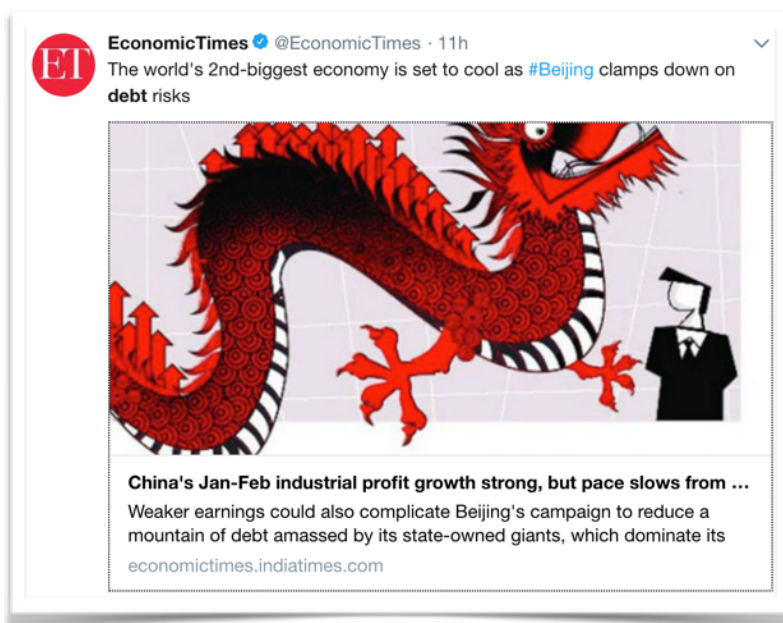 ET
EconomicTimes @EconomicTimes · 11h
The world's 2nd-biggest economy is set to cool as #Beijing clamps down on
debt risks
China's Jan-Feb industrial profit growth strong, but pace slows from ...
Weaker earnings could also complicate Beijing's campaign to reduce a
mountain of debt amassed by its state-owned giants, which dominate its
economictimes.indiatimes.com